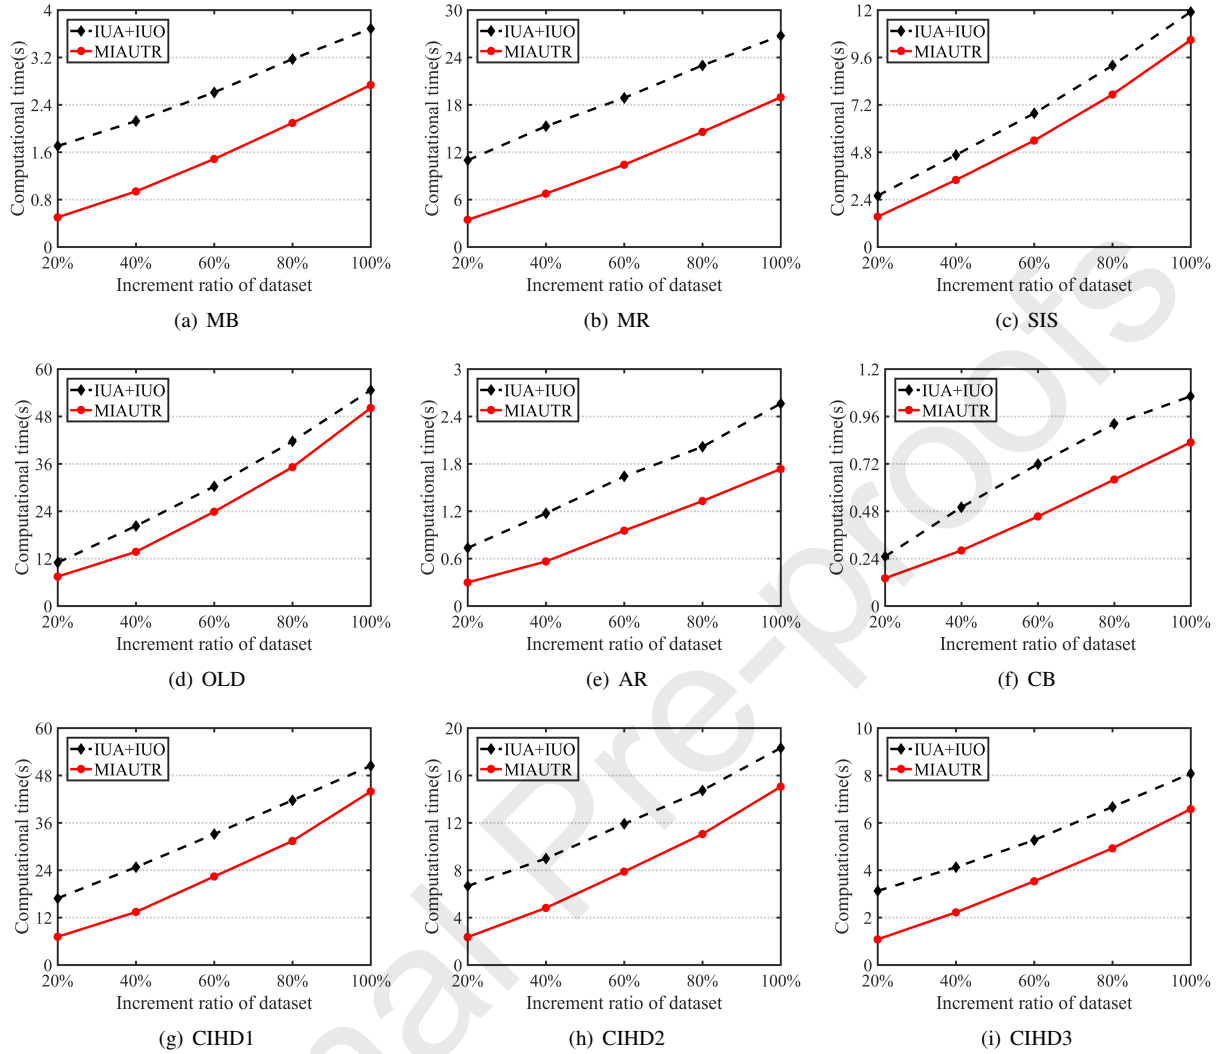 4
3.2
2.4
1.6
0.8
0
Computational time(s)
IUA+IUO
MIAUTR
20% 40% 60% 80% 100%
Increment ratio of dataset
(a) MB
30
24
18
12
6
0
Computational time(s)
IUA+IUO
MIAUTR
20% 40% 60% 80% 100%
Increment ratio of dataset
(b) MR
12
9.6
7.2
4.8
2.4
0
Computational time(s)
IUA+IUO
MIAUTR
20% 40% 60% 80% 100%
Increment ratio of dataset
(c) SIS
60
48
36
24
12
0
Computational time(s)
IUA+IUO
MIAUTR
20% 40% 60% 80% 100%
Increment ratio of dataset
(d) OLD
3
2.4
1.8
1.2
0.6
0
Computational time(s)
IUA+IUO
MIAUTR
20% 40% 60% 80% 100%
Increment ratio of dataset
(e) AR
1.2
0.96
0.72
0.48
0.24
0
Computational time(s)
IUA+IUO
MIAUTR
20% 40% 60% 80% 100%
Increment ratio of dataset
(f) CB
60
48
36
24
12
0
Computational time(s)
IUA+IUO
MIAUTR
20% 40% 60% 80% 100%
Increment ratio of dataset
(g) CIHD1
20
16
12
8
4
0
Computational time(s)
IUA+IUO
MIAUTR
20% 40% 60% 80% 100%
Increment ratio of dataset
(h) CIHD2
10
8
6
4
2
0
Computational time(s)
IUA+IUO
MIAUTR
20% 40% 60% 80% 100%
Increment ratio of dataset
(i) CIHD3
nal Pre-proofs